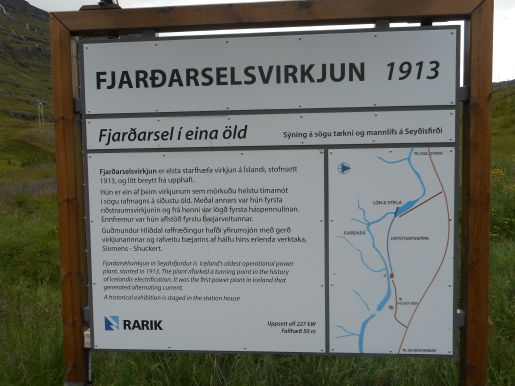 FJARÐARSELSVIRKJUN 1913
Fjarðarsel í eina öld
Sýning á sögu tækni og mannlífs á Seyðisfirði
Fjarðarselsvirkjun er elsta starfhæfa virkjun á Íslandi, stofnsett
1913, og lítt breytt frá upphafi.
Hún er ein af þeim virkjunum sem mörkuðu helstu tímamót
í sögu rafmagns á síðustu öld. Meðal annars var hún fyrsta
riðstraumsvirkjunin og frá henni var lögð fyrsta háspennulínan.
Ennfremur var hún aflstöð fyrstu bæjarveitunnar.
Guðmundur Hlíðdal raffræðingur hafði yfirumsjón með gerð
virkjunarinnar og rafveitu bæjarins af hálfu hins erlenda verktaka,
Siemens - Shuckert.
Fjarðarselsvirkjun in Seydisfjordur is Iceland's oldest operational power
plant, started in 1913. The plant marked a turning point in the history
of Icelandic electrification. It was the first power plant in Iceland that
generated alternating current.
A historical exhibition is staged in the station house
RARIK
Uppsett afl 227 kW
Fallhæð 50 m
LÓN & STÍFLA
FJARÐARÁ
ÞRÝSTIVATNSPÍPA